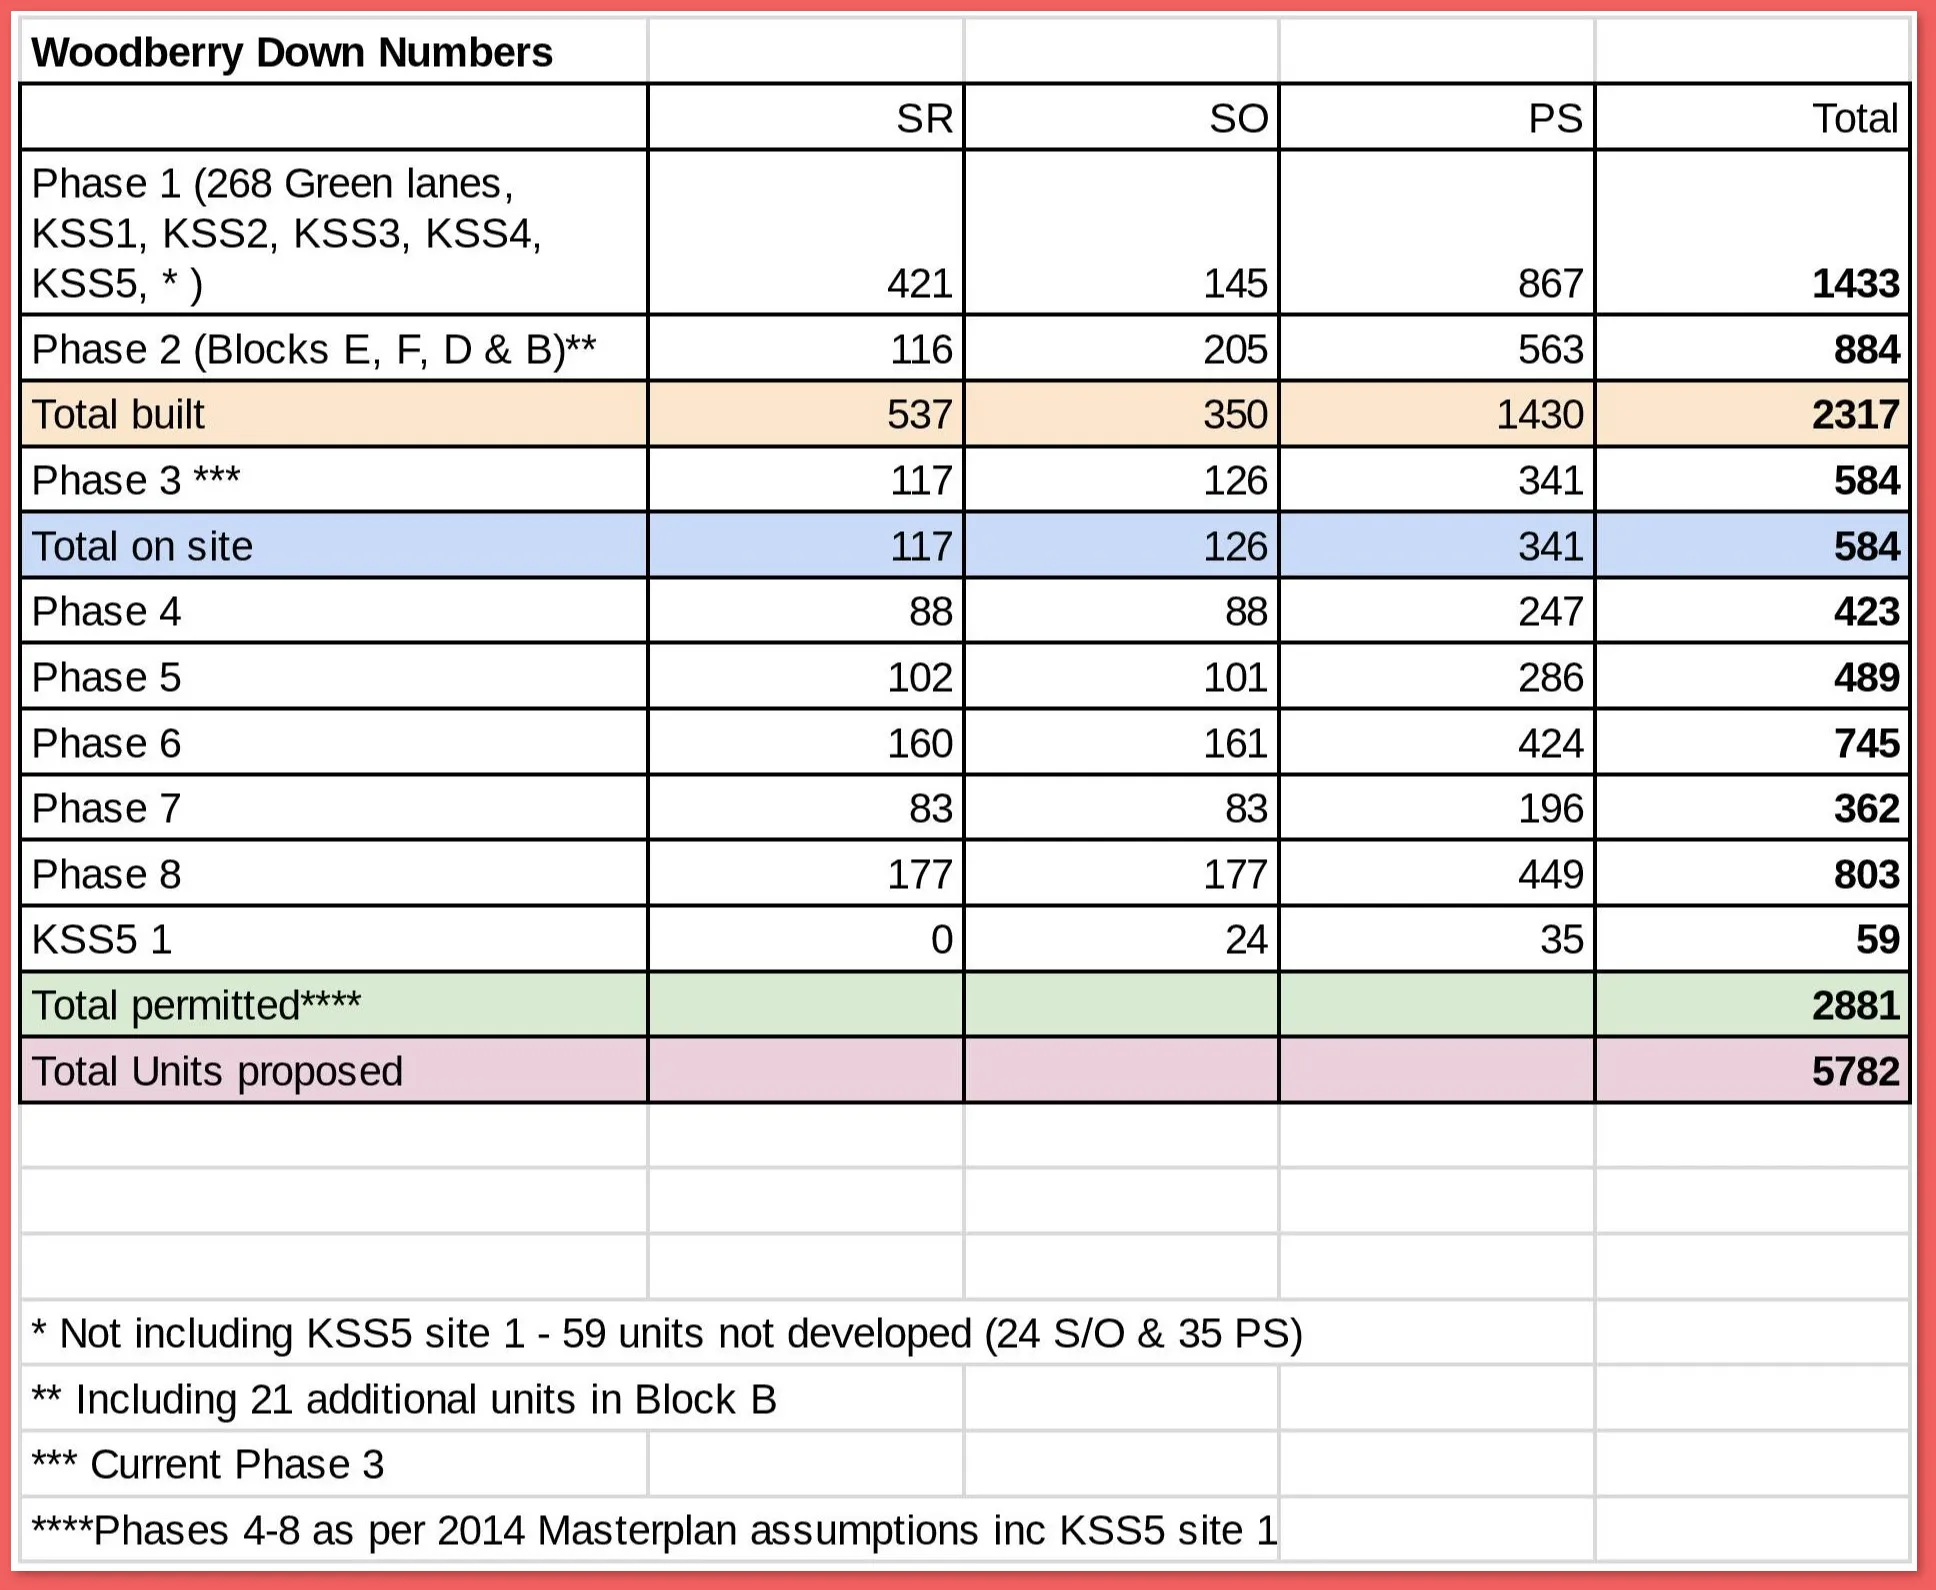 Woodberry Down Numbers
SR SO PS Total
Phase 1 (268 Green lanes,
KSS1, KSS2, KSS3, KSS4,
KSS5, * ) 421 145 867 1433
Phase 2 (Blocks E, F, D & B)** 116 205 563 884
Total built 537 350 1430 2317
Phase 3 *** 117 126 341 584
Total on site 117 126 341 584
Phase 4 88 88 247 423
Phase 5 102 101 286 489
Phase 6 160 161 424 745
Phase 7 83 83 196 362
Phase 8 177 177 449 803
KSS5 1 0 24 35 59
Total permitted**** 2881
Total Units proposed 5782
* Not including KSS5 site 1 - 59 units not developed (24 S/O & 35 PS)
** Including 21 additional units in Block B
*** Current Phase 3
****Phases 4-8 as per 2014 Masterplan assumptions inc KSS5 site 1